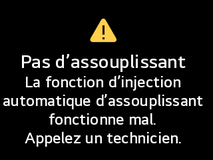 Pas d'assouplissant
La fonction d'injection
automatique d'assouplissant
fonctionne mal.
Appelez un technicien.